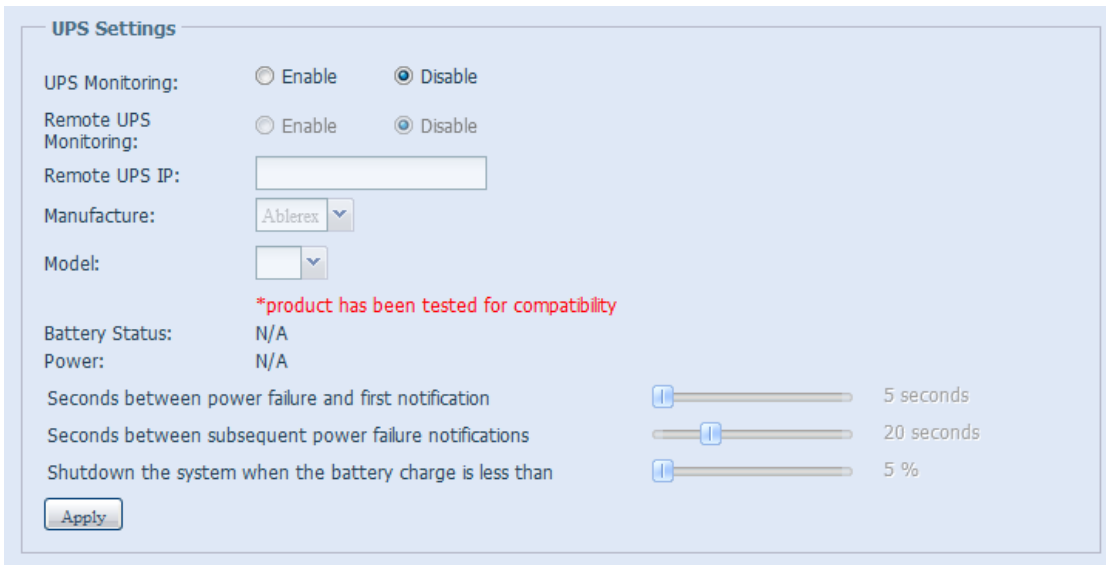 UPS Settings
UPS Monitoring: Enable Disable
Remote UPS
Monitoring: Enable Disable
Remote UPS IP:
Manufacture: Ablerex
Model:
*product has been tested for compatibility
Battery Status: N/A
Power: N/A
Seconds between power failure and first notification 5 seconds
Seconds between subsequent power failure notifications 20 seconds
Shutdown the system when the battery charge is less than 5 %
Apply